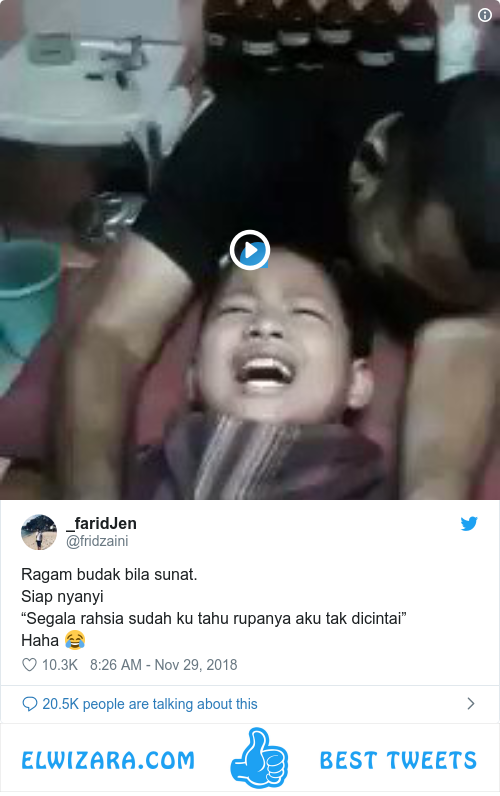 _faridJen
@fridzaini
Ragam budak bila sunat.
Siap nyanyi
“Segala rahsia sudah ku tahu rupanya aku tak dicintai”
Haha 😂
10.3K 8:26 AM - Nov 29, 2018
20.5K people are talking about this
ELWIZARA.COM BEST TWEETS